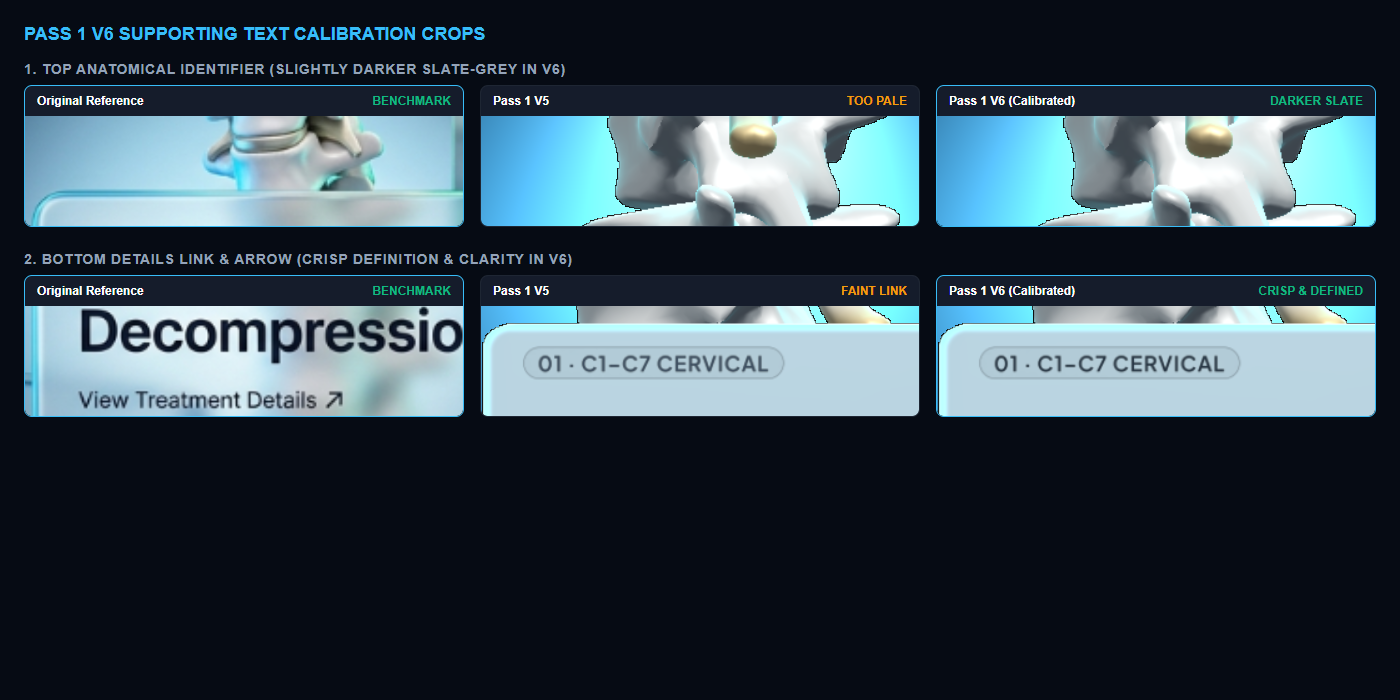 PASS 1 V6 SUPPORTING TEXT CALIBRATION CROPS
1. TOP ANATOMICAL IDENTIFIER (SLIGHTLY DARKER SLATE-GREY IN V6)
Original Reference BENCHMARK
Pass 1 V5 TOO PALE
Pass 1 V6 (Calibrated) DARKER SLATE
2. BOTTOM DETAILS LINK & ARROW (CRISP DEFINITION & CLARITY IN V6)
Original Reference BENCHMARK
Decompressio
View Treatment Details ↗
Pass 1 V5 FAINT LINK
01 · C1–C7 CERVICAL
Pass 1 V6 (Calibrated) CRISP & DEFINED
01 · C1–C7 CERVICAL